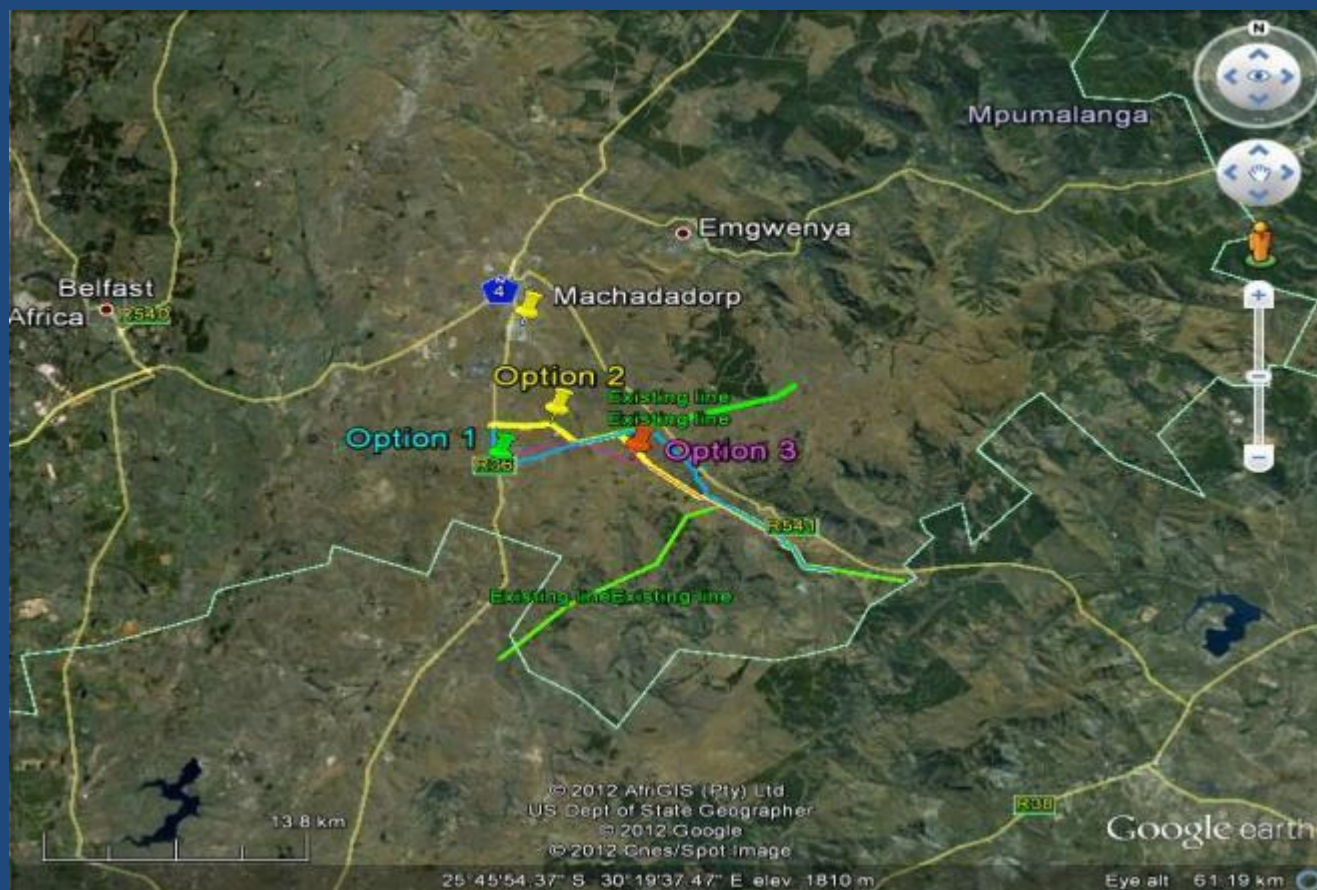 N
Mpumalanga
Emgwenya
Belfast
Africa
R540
N
4
Machadadorp
Option 2
Existing line
Existing line
Option 1
Option 3
R36
R541
Existing line
Existing line
© 2012 AfriGIS (Pty) Ltd
US Dept of State Geographer
© 2012 Google
© 2012 Cnes/Spot Image
13.8 km
R38
Google earth
25°45'54.37" S 30°19'37.47" E elev 1810 m
Eye alt 61.19 km